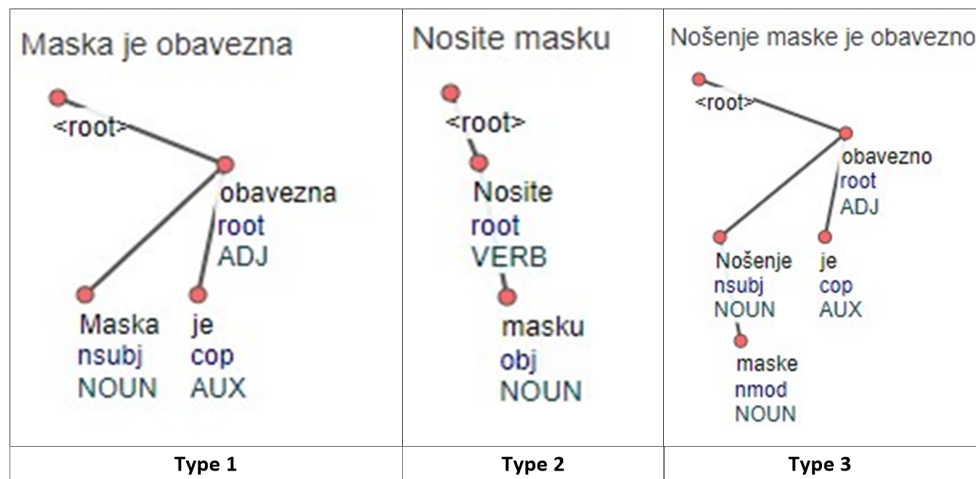 Maska je obavezna
<root>
obavezna
root
ADJ
Maska
nsubj
NOUN
je
cop
AUX
Type 1
Nosite masku
<root>
Nosite
root
VERB
masku
obj
NOUN
Type 2
Nošenje maske je obavezno
<root>
obavezno
root
ADJ
Nošenje
nsubj
NOUN
je
cop
AUX
maske
nmod
NOUN
Type 3